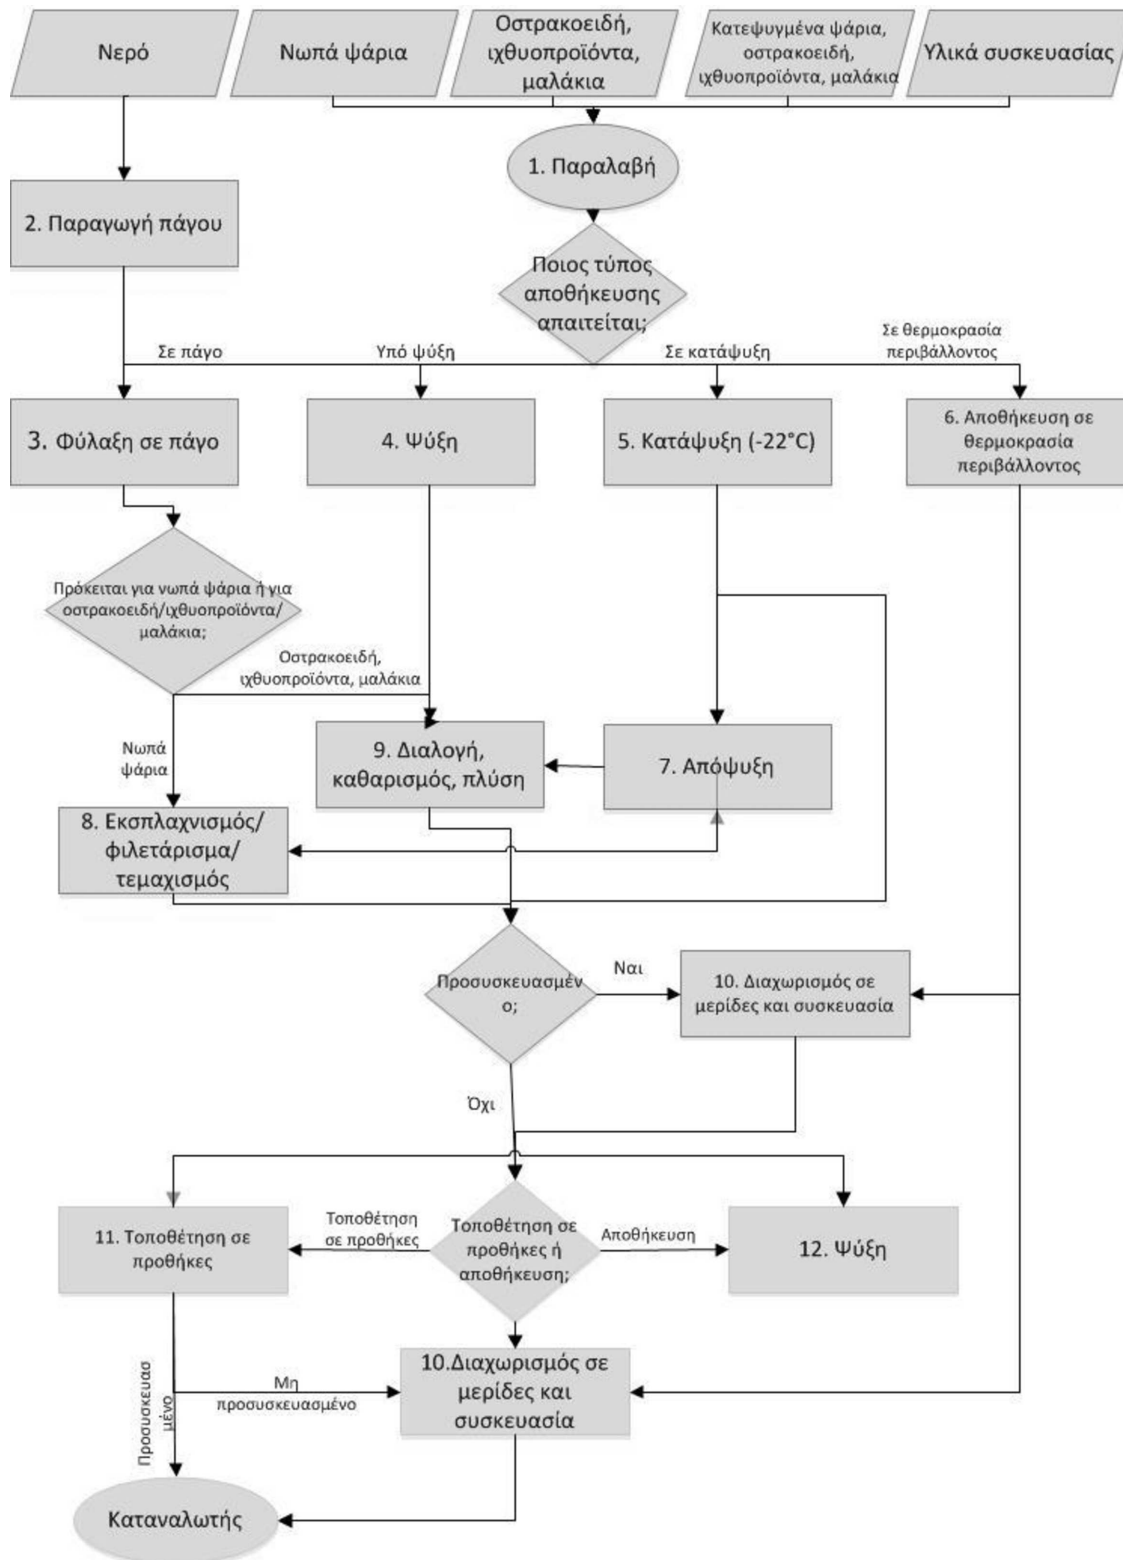 Νερό
Νωπά ψάρια
Οστρακοειδή,
ιχθυοπροϊόντα,
μαλάκια
Κατεψυγμένα ψάρια,
οστρακοειδή,
ιχθυοπροϊόντα, μαλάκια
Υλικά συσκευασίας
1. Παραλαβή
2. Παραγωγή πάγου
Ποιος τύπος
αποθήκευσης
απαιτείται;
Σε πάγο
Υπό ψύξη
Σε κατάψυξη
Σε θερμοκρασία
περιβάλλοντος
3. Φύλαξη σε πάγο
4. Ψύξη
5. Κατάψυξη (-22°C)
6. Αποθήκευση σε
θερμοκρασία
περιβάλλοντος
Πρόκειται για νωπά ψάρια ή για
οστρακοειδή/ιχθυοπροϊόντα/
μαλάκια;
Οστρακοειδή,
ιχθυοπροϊόντα, μαλάκια
Νωπά
ψάρια
9. Διαλογή,
καθαρισμός, πλύση
7. Απόψυξη
8. Εκσπλαχνισμός/
φιλετάρισμα/
τεμαχισμός
Προσυσκευασμέν
ο;
Ναι
10. Διαχωρισμός σε
μερίδες και συσκευασία
Όχι
11. Τοποθέτηση σε
προθήκες
Τοποθέτηση
σε προθήκες
Τοποθέτηση σε
προθήκες ή
αποθήκευση;
Αποθήκευση
12. Ψύξη
Προσυσκευασ
μένο
Μη
προσυσκευασμένο
10.Διαχωρισμός σε
μερίδες και
συσκευασία
Καταναλωτής